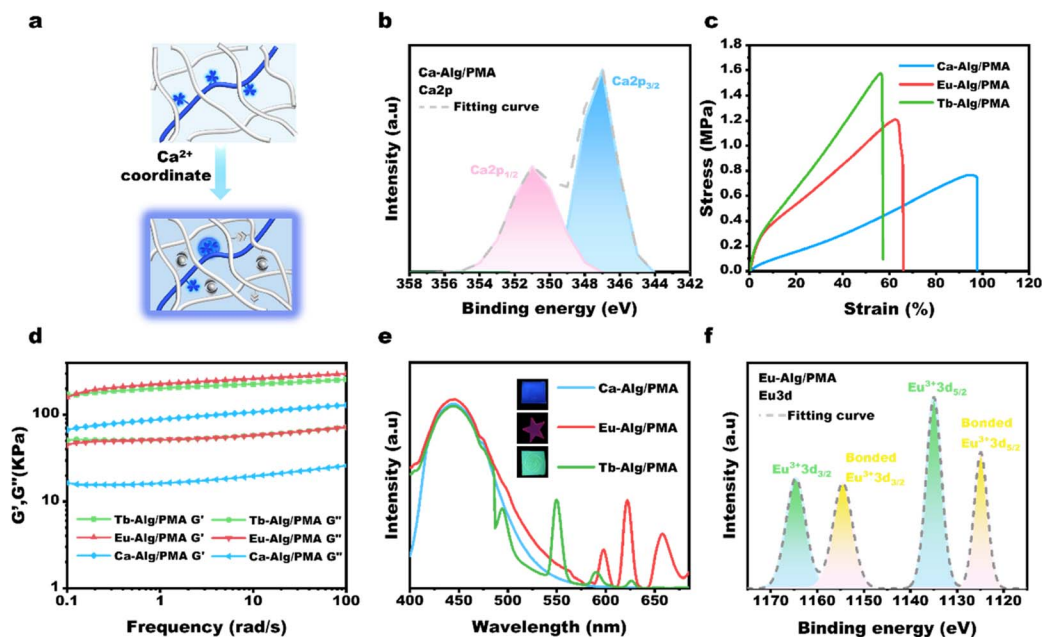 a
Ca²⁺
coordinate
b
Ca-Alg/PMA
Ca2p
Fitting curve
Ca2p₃/₂
Ca2p₁/₂
Intensity (a.u)
358 356 354 352 350 348 346 344 342
Binding energy (eV)
c
Ca-Alg/PMA
Eu-Alg/PMA
Tb-Alg/PMA
Stress (MPa)
1.8
1.6
1.4
1.2
1.0
0.8
0.6
0.4
0.2
0.0
0 20 40 60 80 100 120
Strain (%)
d
G',G''(KPa)
100
10
1
Tb-Alg/PMA G' Tb-Alg/PMA G''
Eu-Alg/PMA G' Eu-Alg/PMA G''
Ca-Alg/PMA G' Ca-Alg/PMA G''
0.1 1 10 100
Frequency (rad/s)
e
Ca-Alg/PMA
Eu-Alg/PMA
Tb-Alg/PMA
Intensity (a.u)
400 450 500 550 600 650
Wavelength (nm)
f
Eu-Alg/PMA
Eu3d
Fitting curve
Eu³⁺3d₅/₂
Bonded
Eu³⁺3d₅/₂
Eu³⁺3d₃/₂
Bonded
Eu³⁺3d₃/₂
Intensity (a.u)
1170 1160 1150 1140 1130 1120
Binding energy (eV)